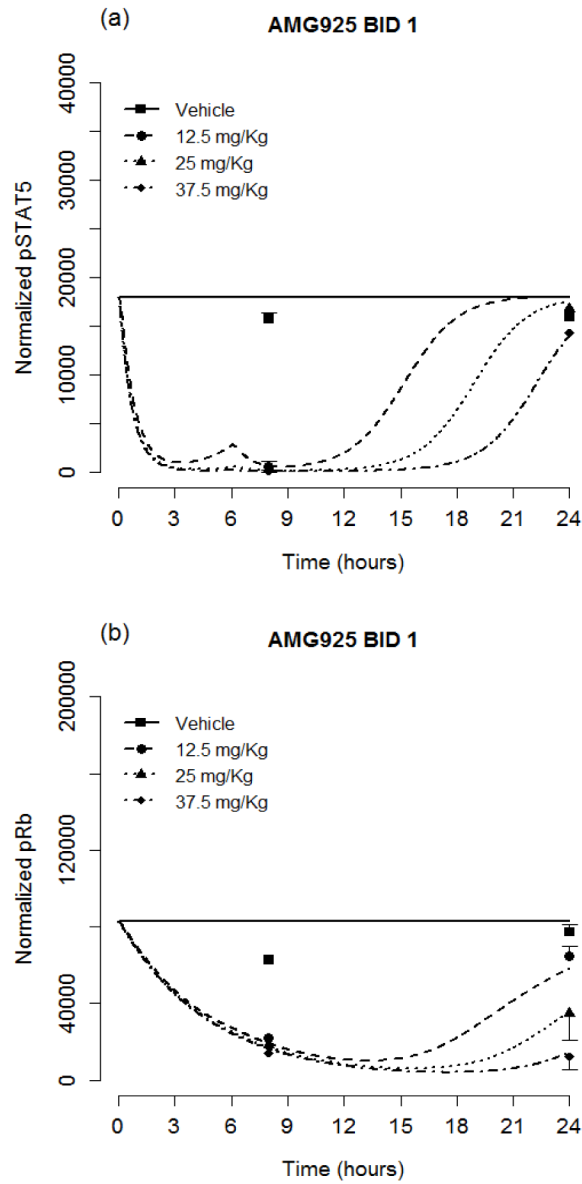 (a)
AMG925 BID 1
Normalized pSTAT5
40000
30000
20000
10000
0
Vehicle
12.5 mg/Kg
25 mg/Kg
37.5 mg/Kg
0 3 6 9 12 15 18 21 24
Time (hours)
(b)
AMG925 BID 1
Normalized pRb
200000
120000
40000
0
Vehicle
12.5 mg/Kg
25 mg/Kg
37.5 mg/Kg
0 3 6 9 12 15 18 21 24
Time (hours)